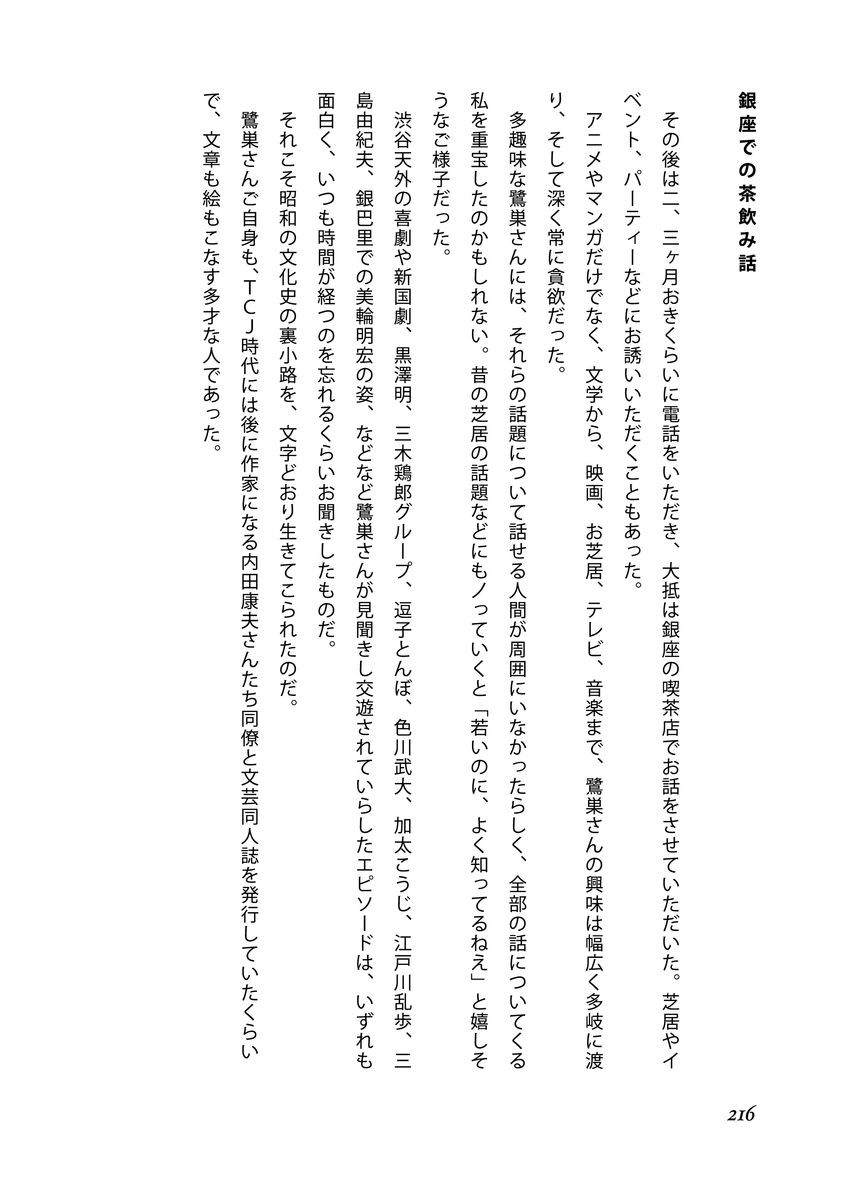 銀座での茶飲み話
その後は二、三ヶ月おきくらいに電話をいただき、大抵は銀座の喫茶店でお話をさせていただいた。芝居やイ
ベント、パーティーなどにお誘いいただくこともあった。
アニメやマンガだけでなく、文学から、映画、お芝居、テレビ、音楽まで、鷺巣さんの興味は幅広く多岐に渡
り、そして深く常に貪欲だった。
多趣味な鷺巣さんには、それらの話題について話せる人間が周囲にいなかったらしく、全部の話についてくる
私を重宝したのかもしれない。昔の芝居の話題などにもノっていくと「若いのに、よく知ってるねえ」と嬉しそ
うなご様子だった。
渋谷天外の喜劇や新国劇、黒澤明、三木鶏郎グループ、逗子とんぼ、色川武大、加太こうじ、江戸川乱歩、三
島由紀夫、銀巴里での美輪明宏の姿、などなど鷺巣さんが見聞きし交遊されていらしたエピソードは、いずれも
面白く、いつも時間が経つのを忘れるくらいお聞きしたものだ。
それこそ昭和の文化史の裏小路を、文字どおり生きてこられたのだ。
鷺巣さんご自身も、TCJ時代には後に作家になる内田康夫さんたち同僚と文芸同人誌を発行していたくらい
で、文章も絵もこなす多才な人であった。
216